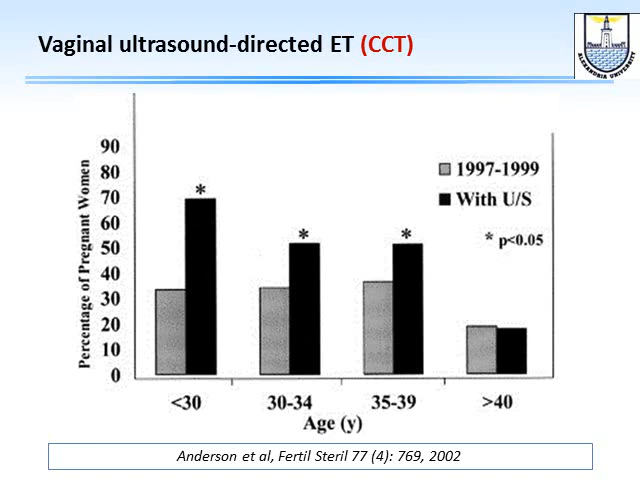 Vaginal ultrasound-directed ET (CCT)
ALEXANDRIA UNIVERSITY
Percentage of Pregnant Women
90
80
70
60
50
40
30
20
10
0
*
*
*
1997-1999
With U/S
* p<0.05
<30
30-34
35-39
>40
Age (y)
Anderson et al, Fertil Steril 77 (4): 769, 2002